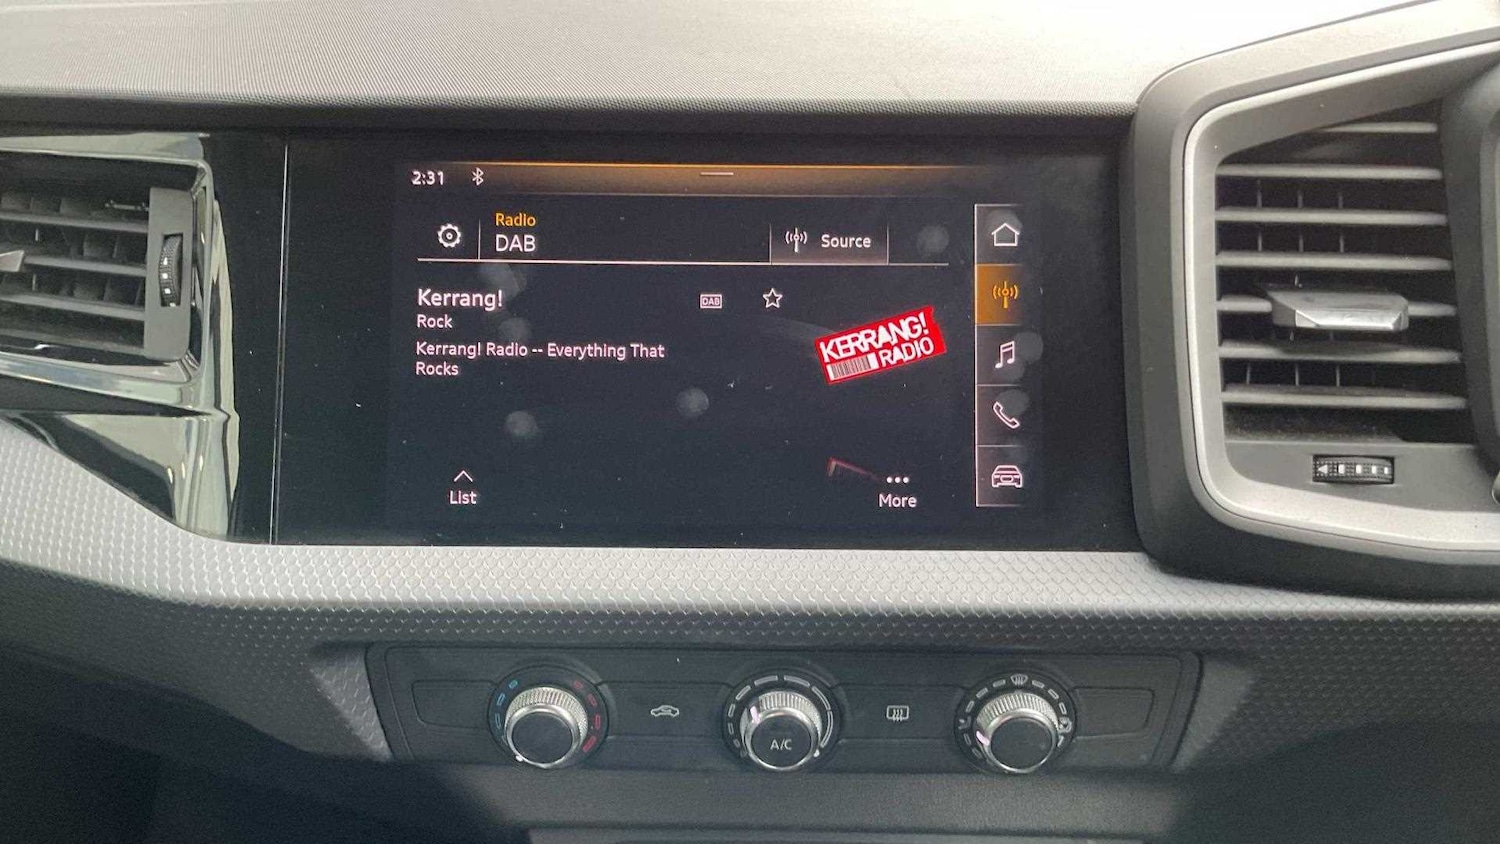 2:31
Radio
DAB
Source
Kerrang!
DAB
Rock
Kerrang! Radio -- Everything That
Rocks
KERRANG!
RADIO
List
More
A/C